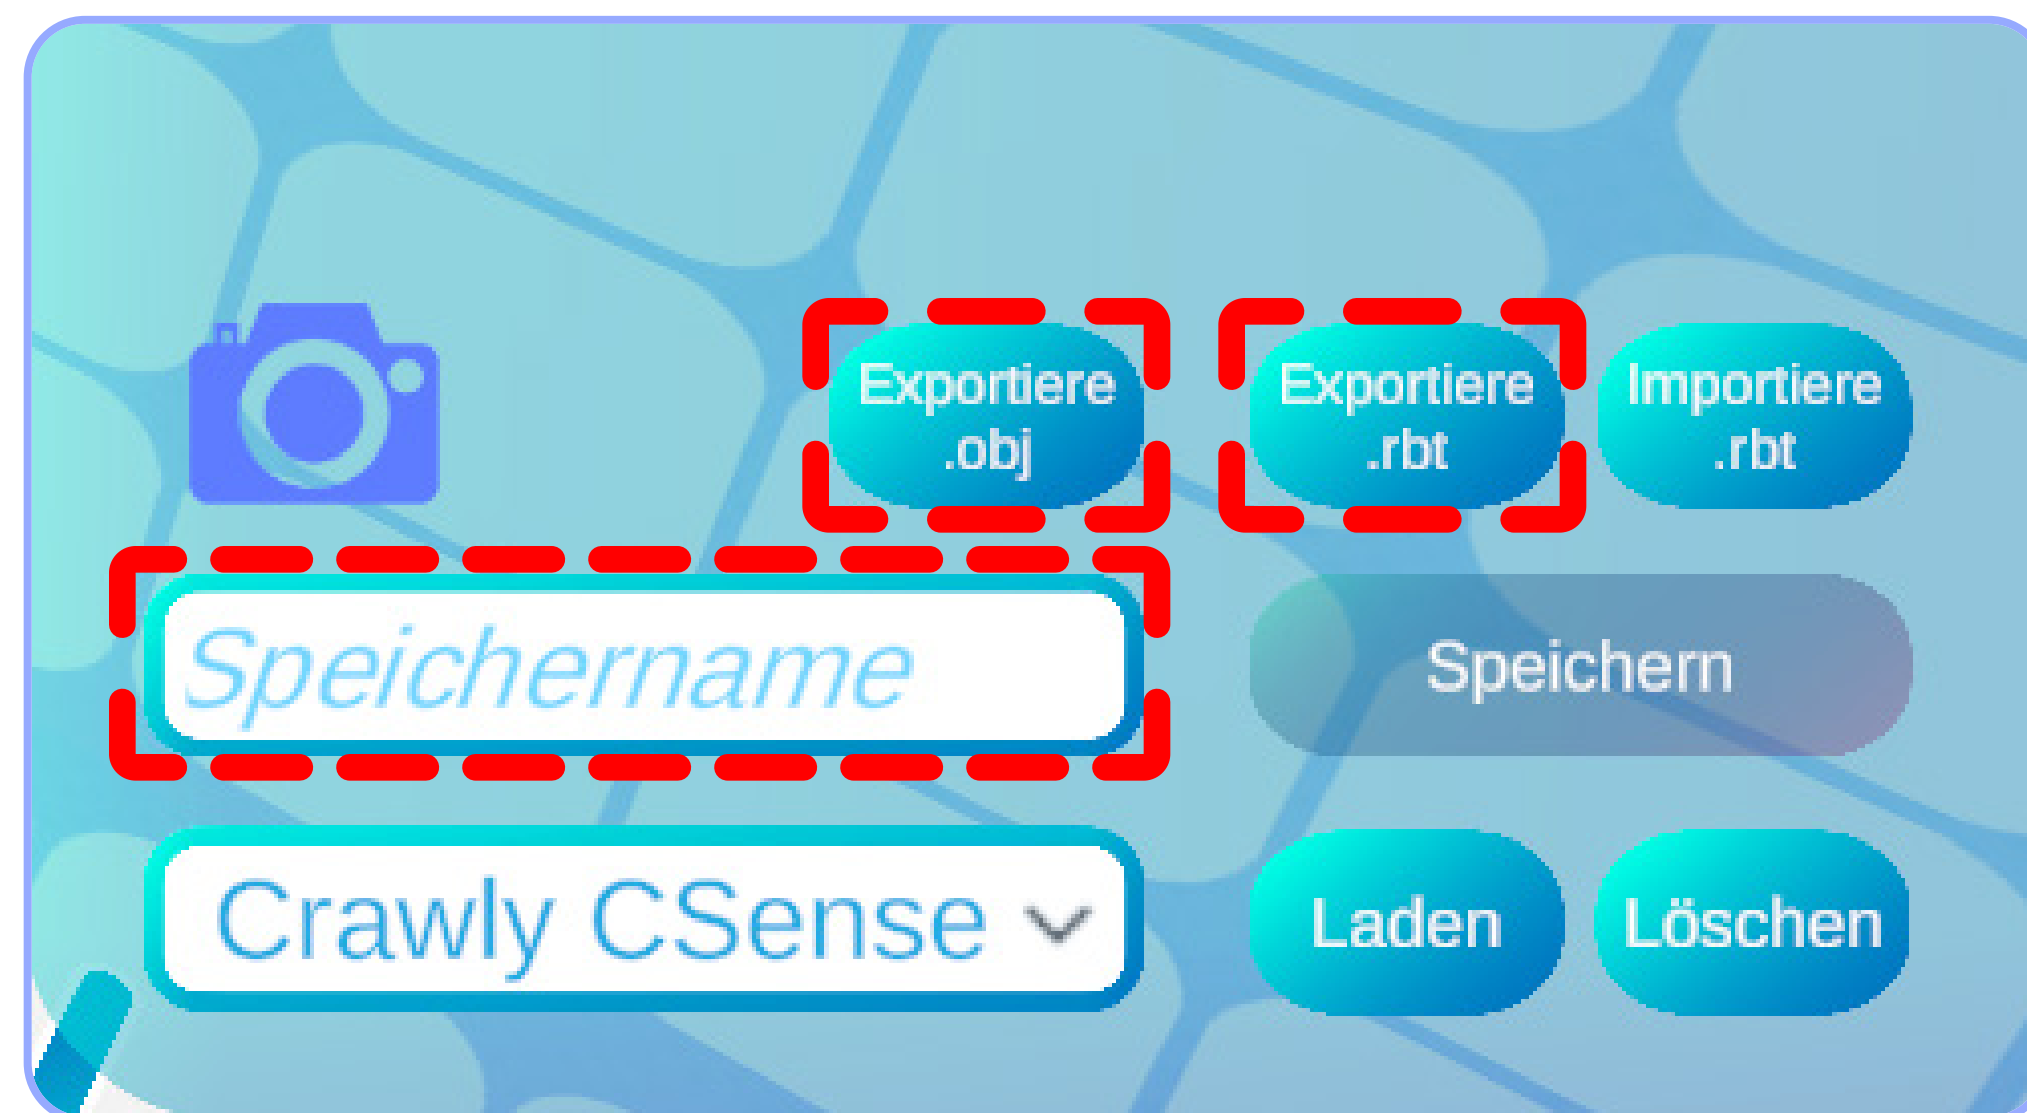 Exportiere
.obj
Exportiere
.rbt
Importiere
.rbt
Speichername
Speichern
Crawly CSense
Laden
Löschen